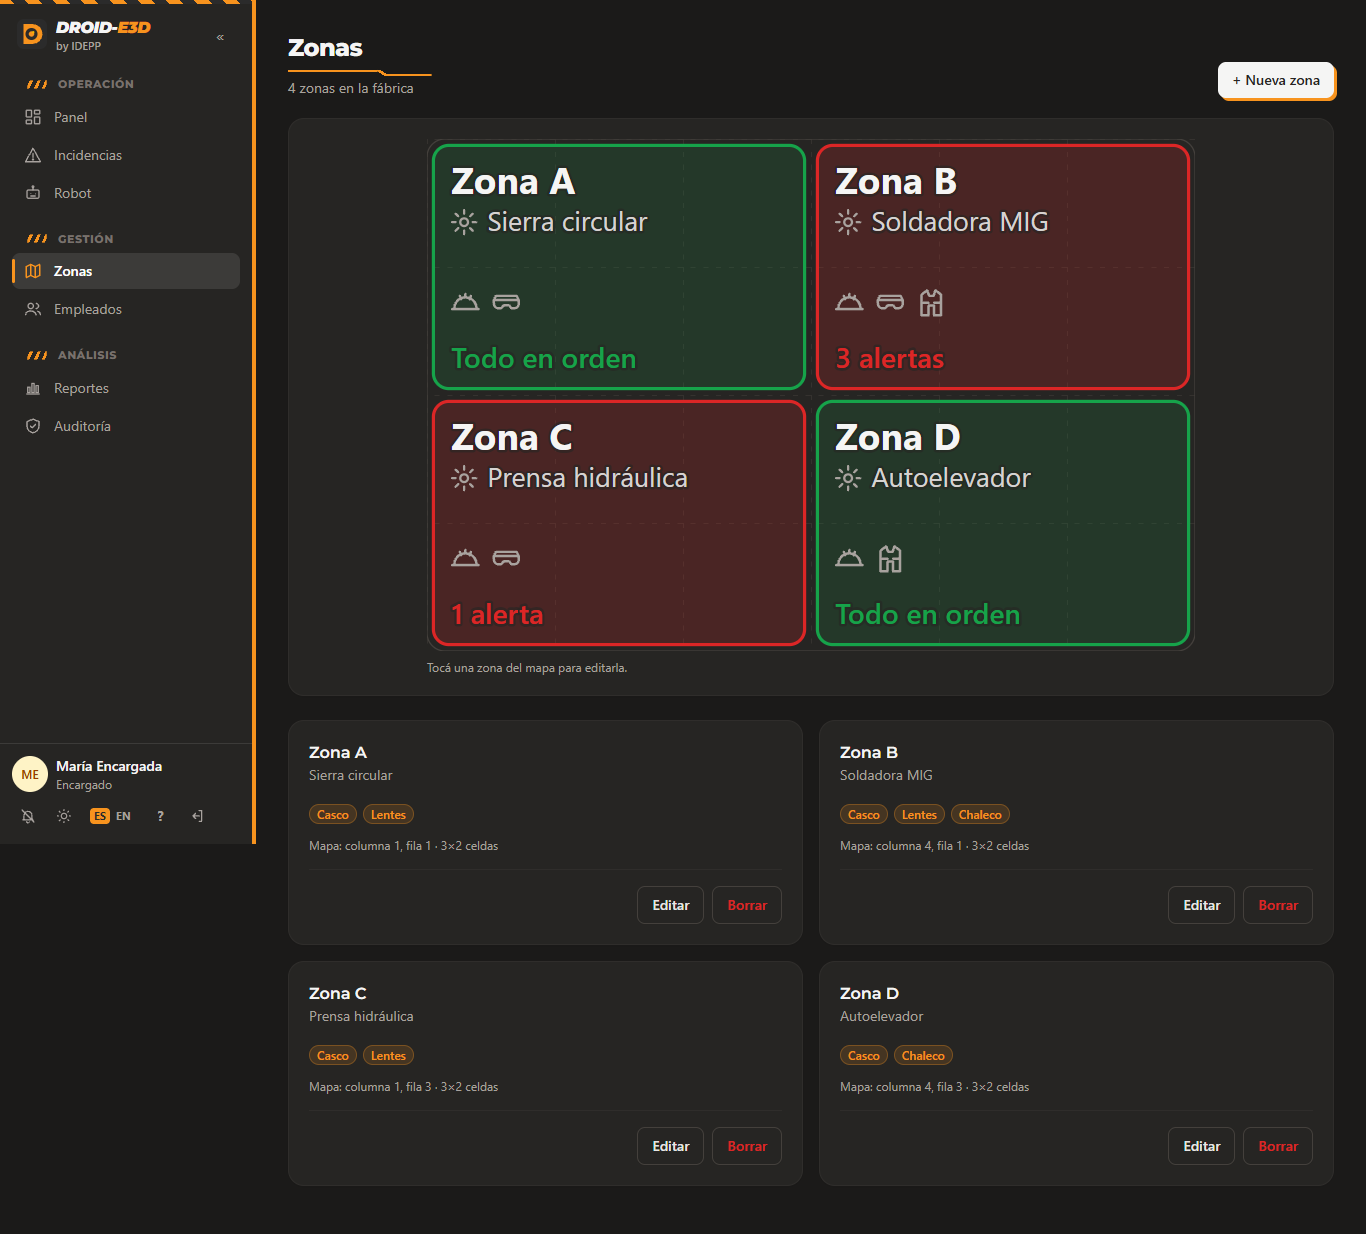 DROID-E3D
by IDEPP
«
OPERACIÓN
Panel
Incidencias
Robot
GESTIÓN
Zonas
Empleados
ANÁLISIS
Reportes
Auditoría
ME
María Encargada
Encargado
ES EN ?
Zonas
4 zonas en la fábrica
+ Nueva zona
Zona A
Sierra circular
Todo en orden
Zona B
Soldadora MIG
3 alertas
Zona C
Prensa hidráulica
1 alerta
Zona D
Autoelevador
Todo en orden
Tocá una zona del mapa para editarla.
Zona A
Sierra circular
Casco Lentes
Mapa: columna 1, fila 1 · 3×2 celdas
Editar Borrar
Zona B
Soldadora MIG
Casco Lentes Chaleco
Mapa: columna 4, fila 1 · 3×2 celdas
Editar Borrar
Zona C
Prensa hidráulica
Casco Lentes
Mapa: columna 1, fila 3 · 3×2 celdas
Editar Borrar
Zona D
Autoelevador
Casco Chaleco
Mapa: columna 4, fila 3 · 3×2 celdas
Editar Borrar